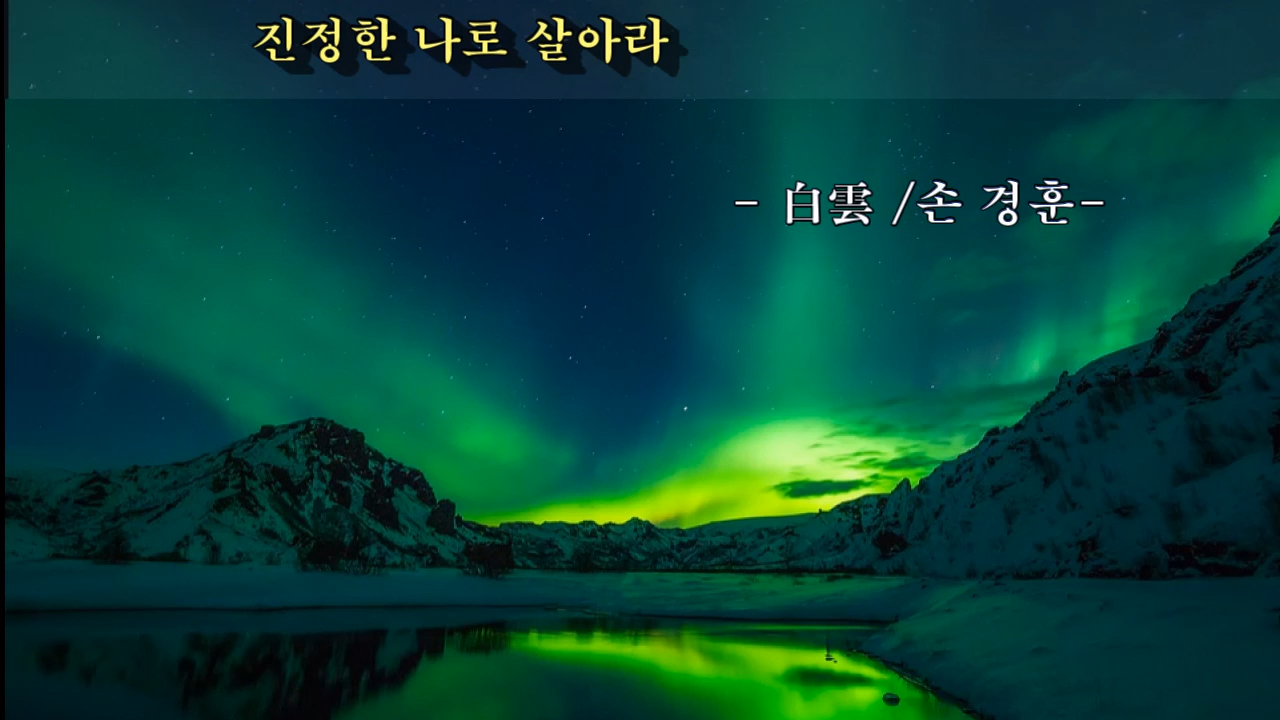 진정한 나로 살아라
- 白雲 /손 경훈-